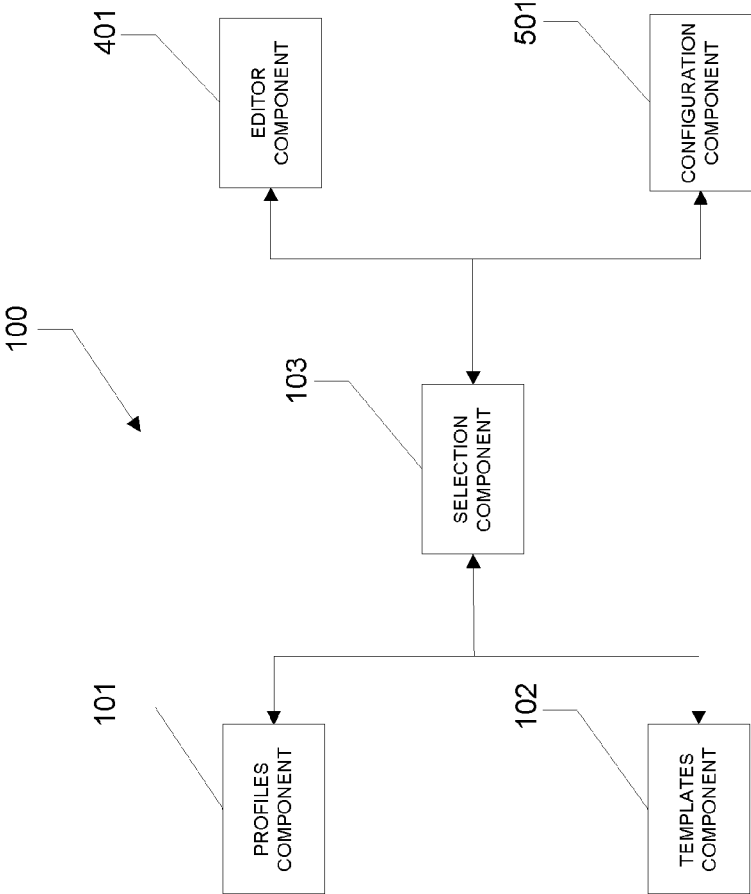 100
101
PROFILES
COMPONENT
102
TEMPLATES
COMPONENT
103
SELECTION
COMPONENT
401
EDITOR
COMPONENT
501
CONFIGURATION
COMPONENT